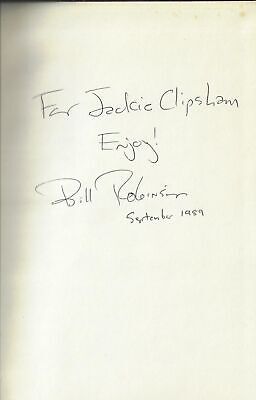 For Jackie Clipsham
Enjoy!
Bill Robinson
September 1989